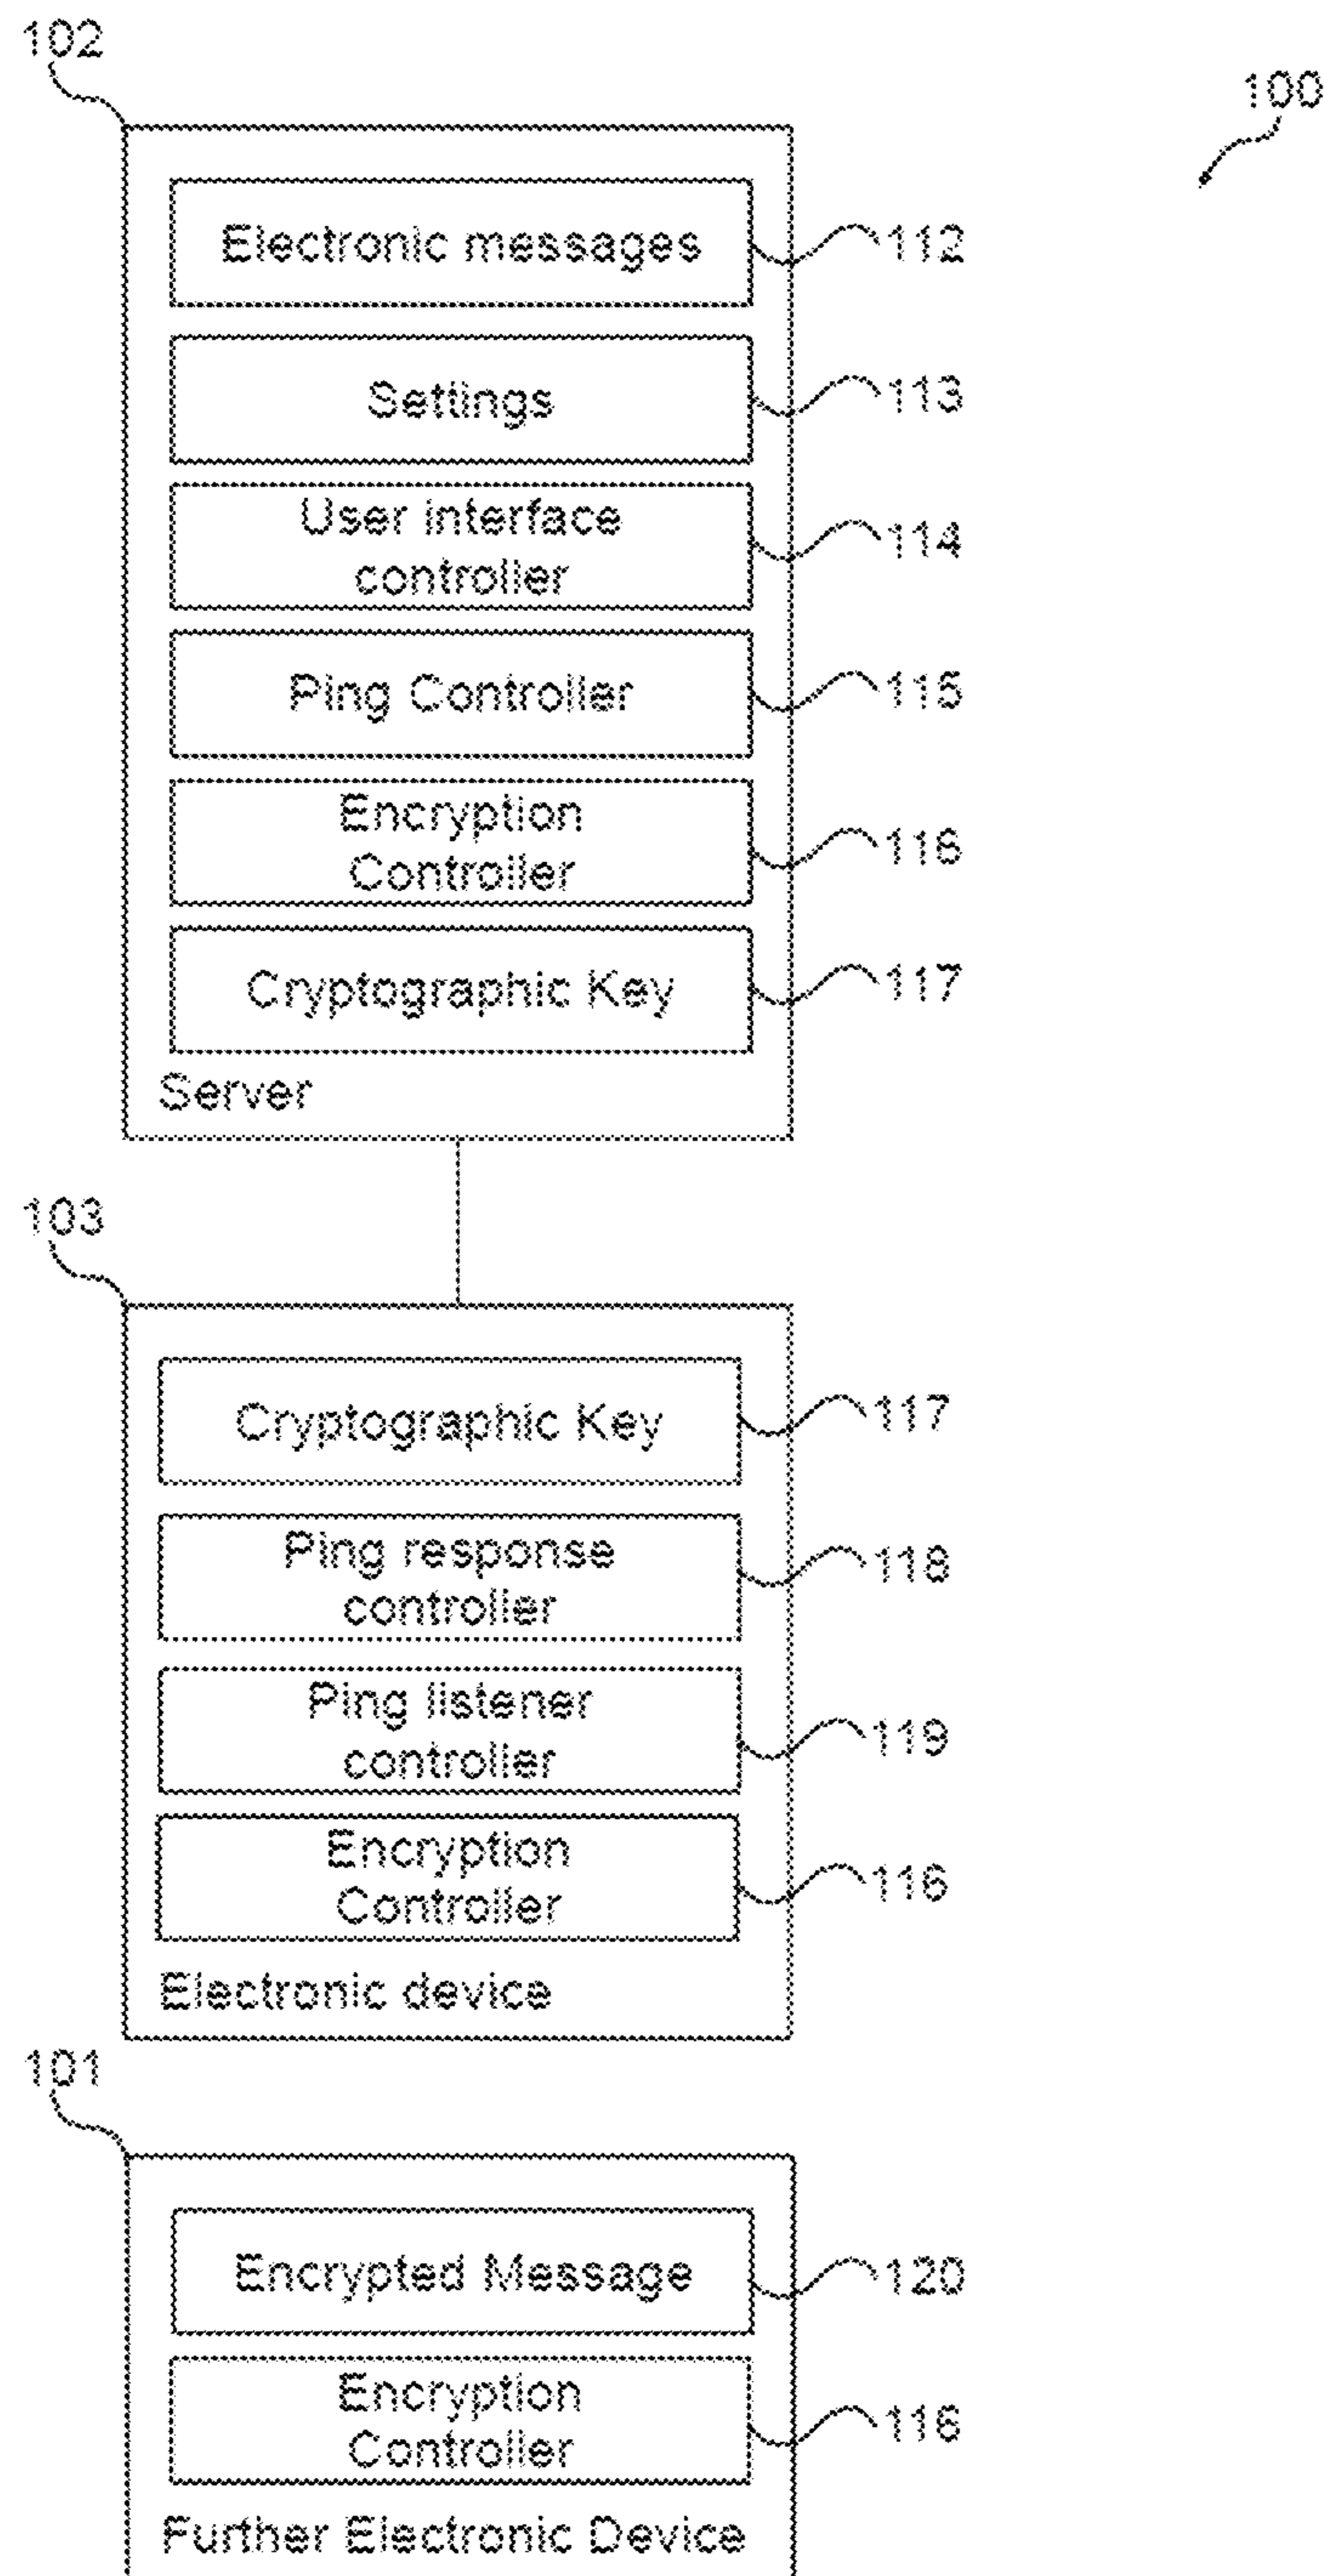 102
100
Electronic messages
112
Settings
113
User interface
controller
114
Ping Controller
115
Encryption
Controller
116
Cryptographic Key
117
Server
103
Cryptographic Key
117
Ping response
controller
118
Ping listener
controller
119
Encryption
Controller
116
Electronic device
101
Encrypted Message
120
Encryption
Controller
116
Further Electronic Device